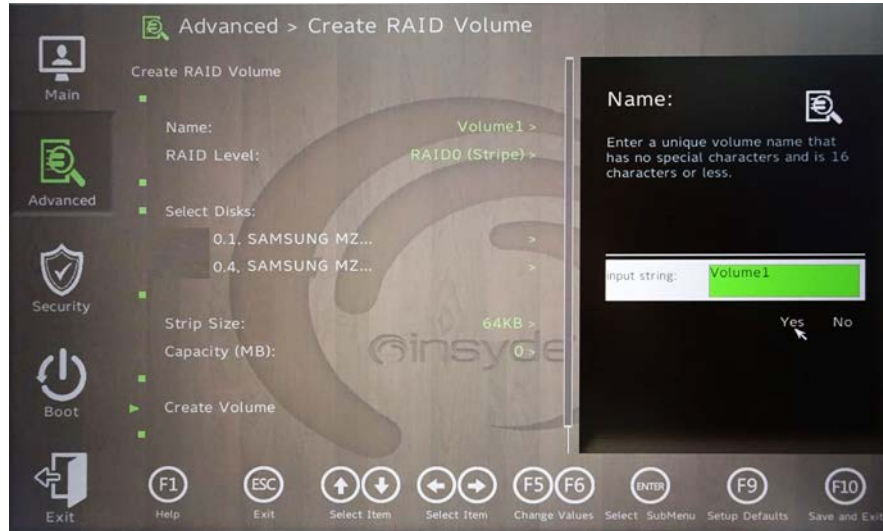 Advanced > Create RAID Volume
Main
Advanced
Security
Boot
Exit
Create RAID Volume
Name: Volume1 >
RAID Level: RAID0 (Stripe) >
Select Disks:
0.1, SAMSUNG MZ... >
0.4, SAMSUNG MZ... >
Strip Size: 64KB >
Capacity (MB): 0 >
Create Volume
insyde
Name:
Enter a unique volume name that
has no special characters and is 16
characters or less.
input string: Volume1
Yes No
F1 ESC F5 F6 ENTER F9 F10
Help Exit Select Item Select Item Change Values Select SubMenu Setup Defaults Save and Exit